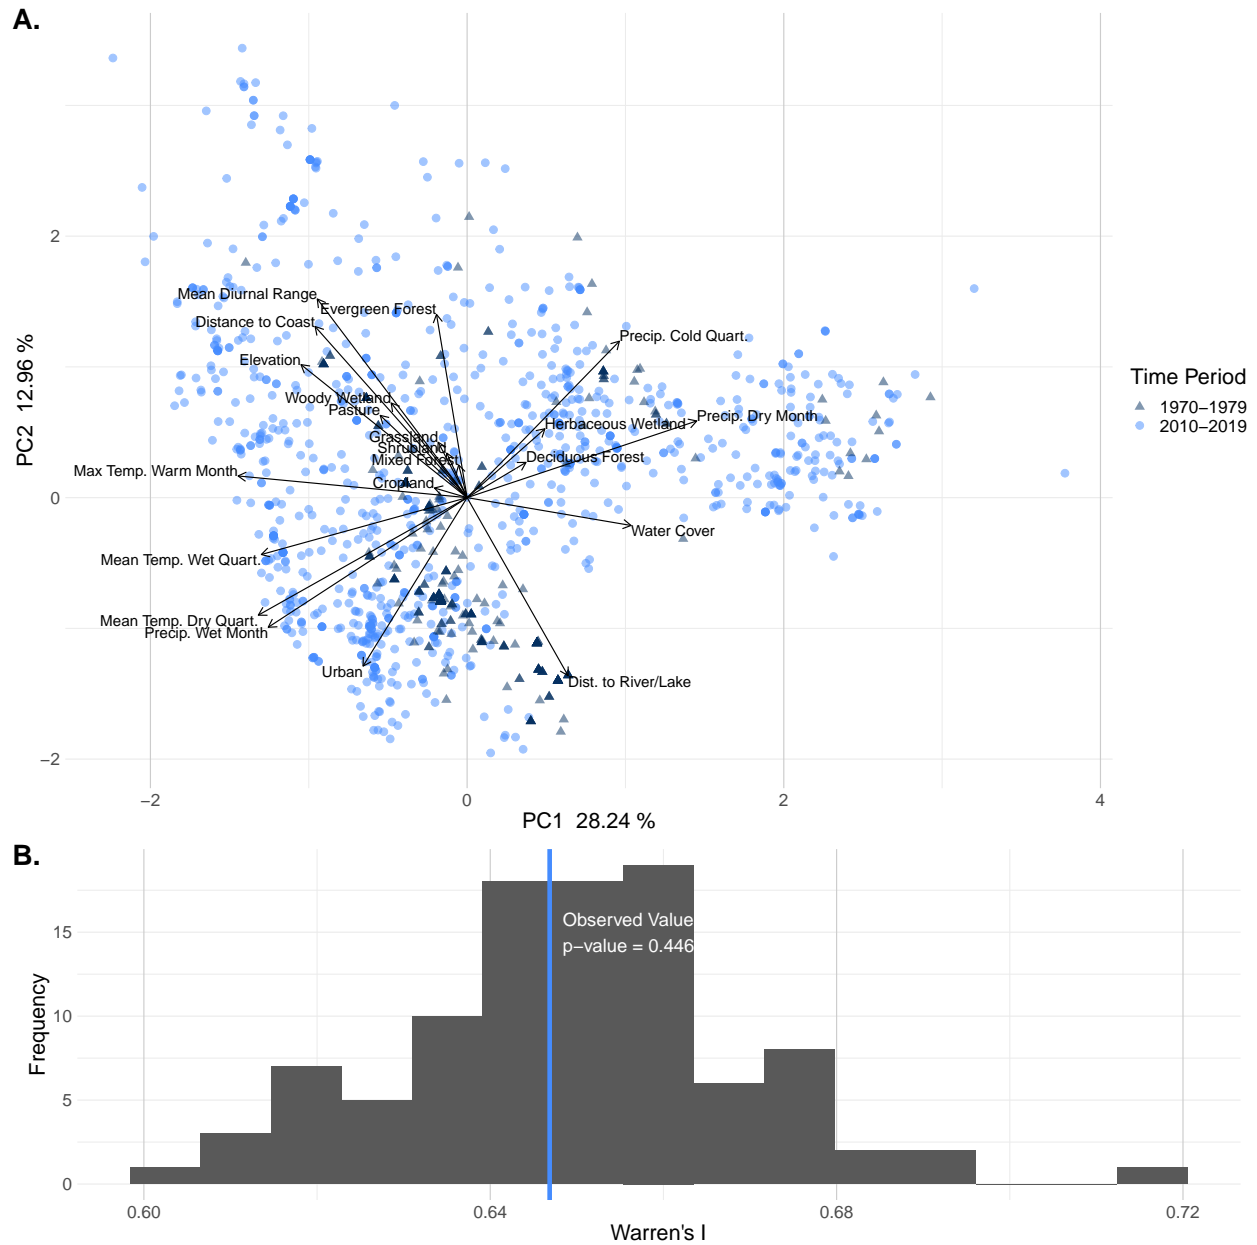 A.
Mean Diurnal Range
Evergreen Forest
Distance to Coast
Precip. Cold Quart.
Elevation
Woody Wetland
Pasture
Precip. Dry Month
Herbaceous Wetland
Grassland
Shrubland
Mixed Forest
Deciduous Forest
Max Temp. Warm Month
Cropland
Water Cover
Mean Temp. Wet Quart.
Mean Temp. Dry Quart.
Precip. Wet Month
Urban
Dist. to River/Lake
2
0
−2
PC2 12.96 %
−2 0 2 4
PC1 28.24 %
Time Period
1970−1979
2010−2019
B.
Observed Value
p−value = 0.446
15
10
5
0
Frequency
0.60 0.64 0.68 0.72
Warren's I